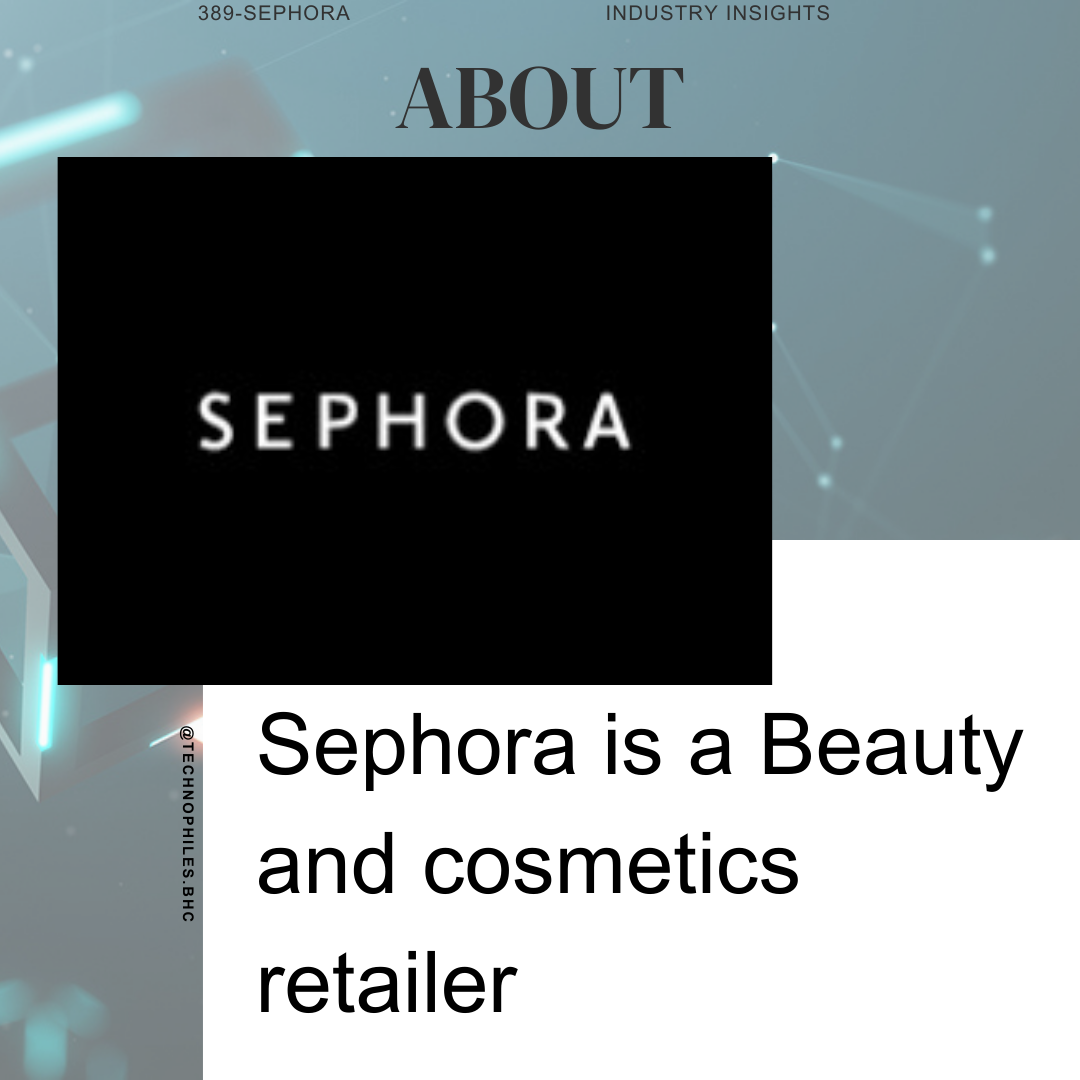 389-SEPHORA
INDUSTRY INSIGHTS
ABOUT
SEPHORA
Sephora is a Beauty
and cosmetics
retailer
@TECHNOPHILES.BHC